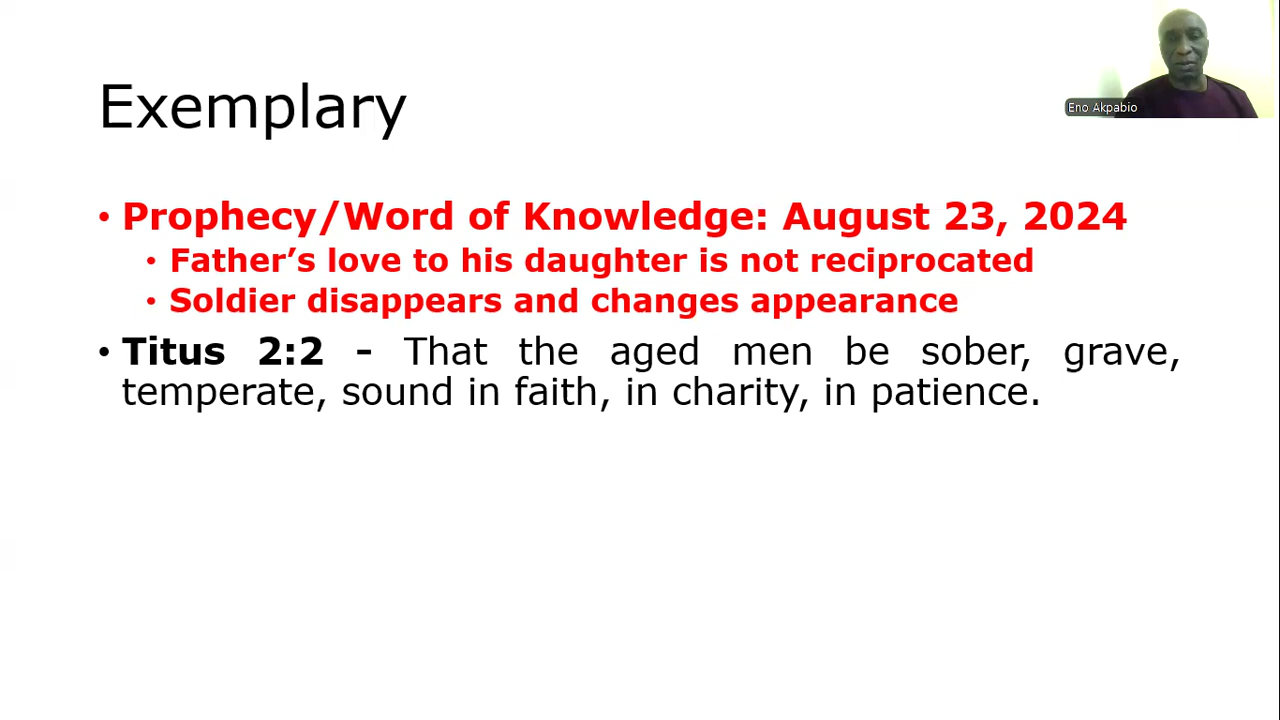 Exemplary
Eno Akpabio
• Prophecy/Word of Knowledge: August 23, 2024
• Father’s love to his daughter is not reciprocated
• Soldier disappears and changes appearance
• Titus 2:2 - That the aged men be sober, grave,
temperate, sound in faith, in charity, in patience.